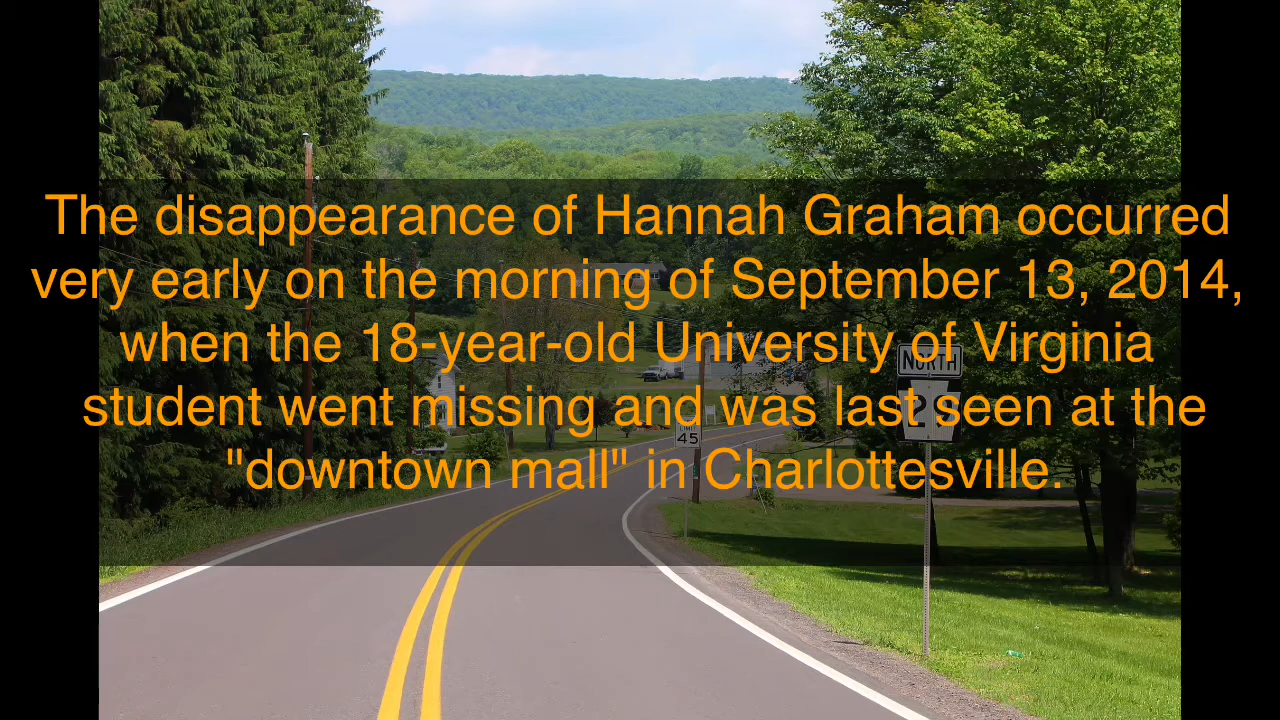 The disappearance of Hannah Graham occurred
very early on the morning of September 13, 2014,
when the 18-year-old University of Virginia
student went missing and was last seen at the
"downtown mall" in Charlottesville.
NORTH
45